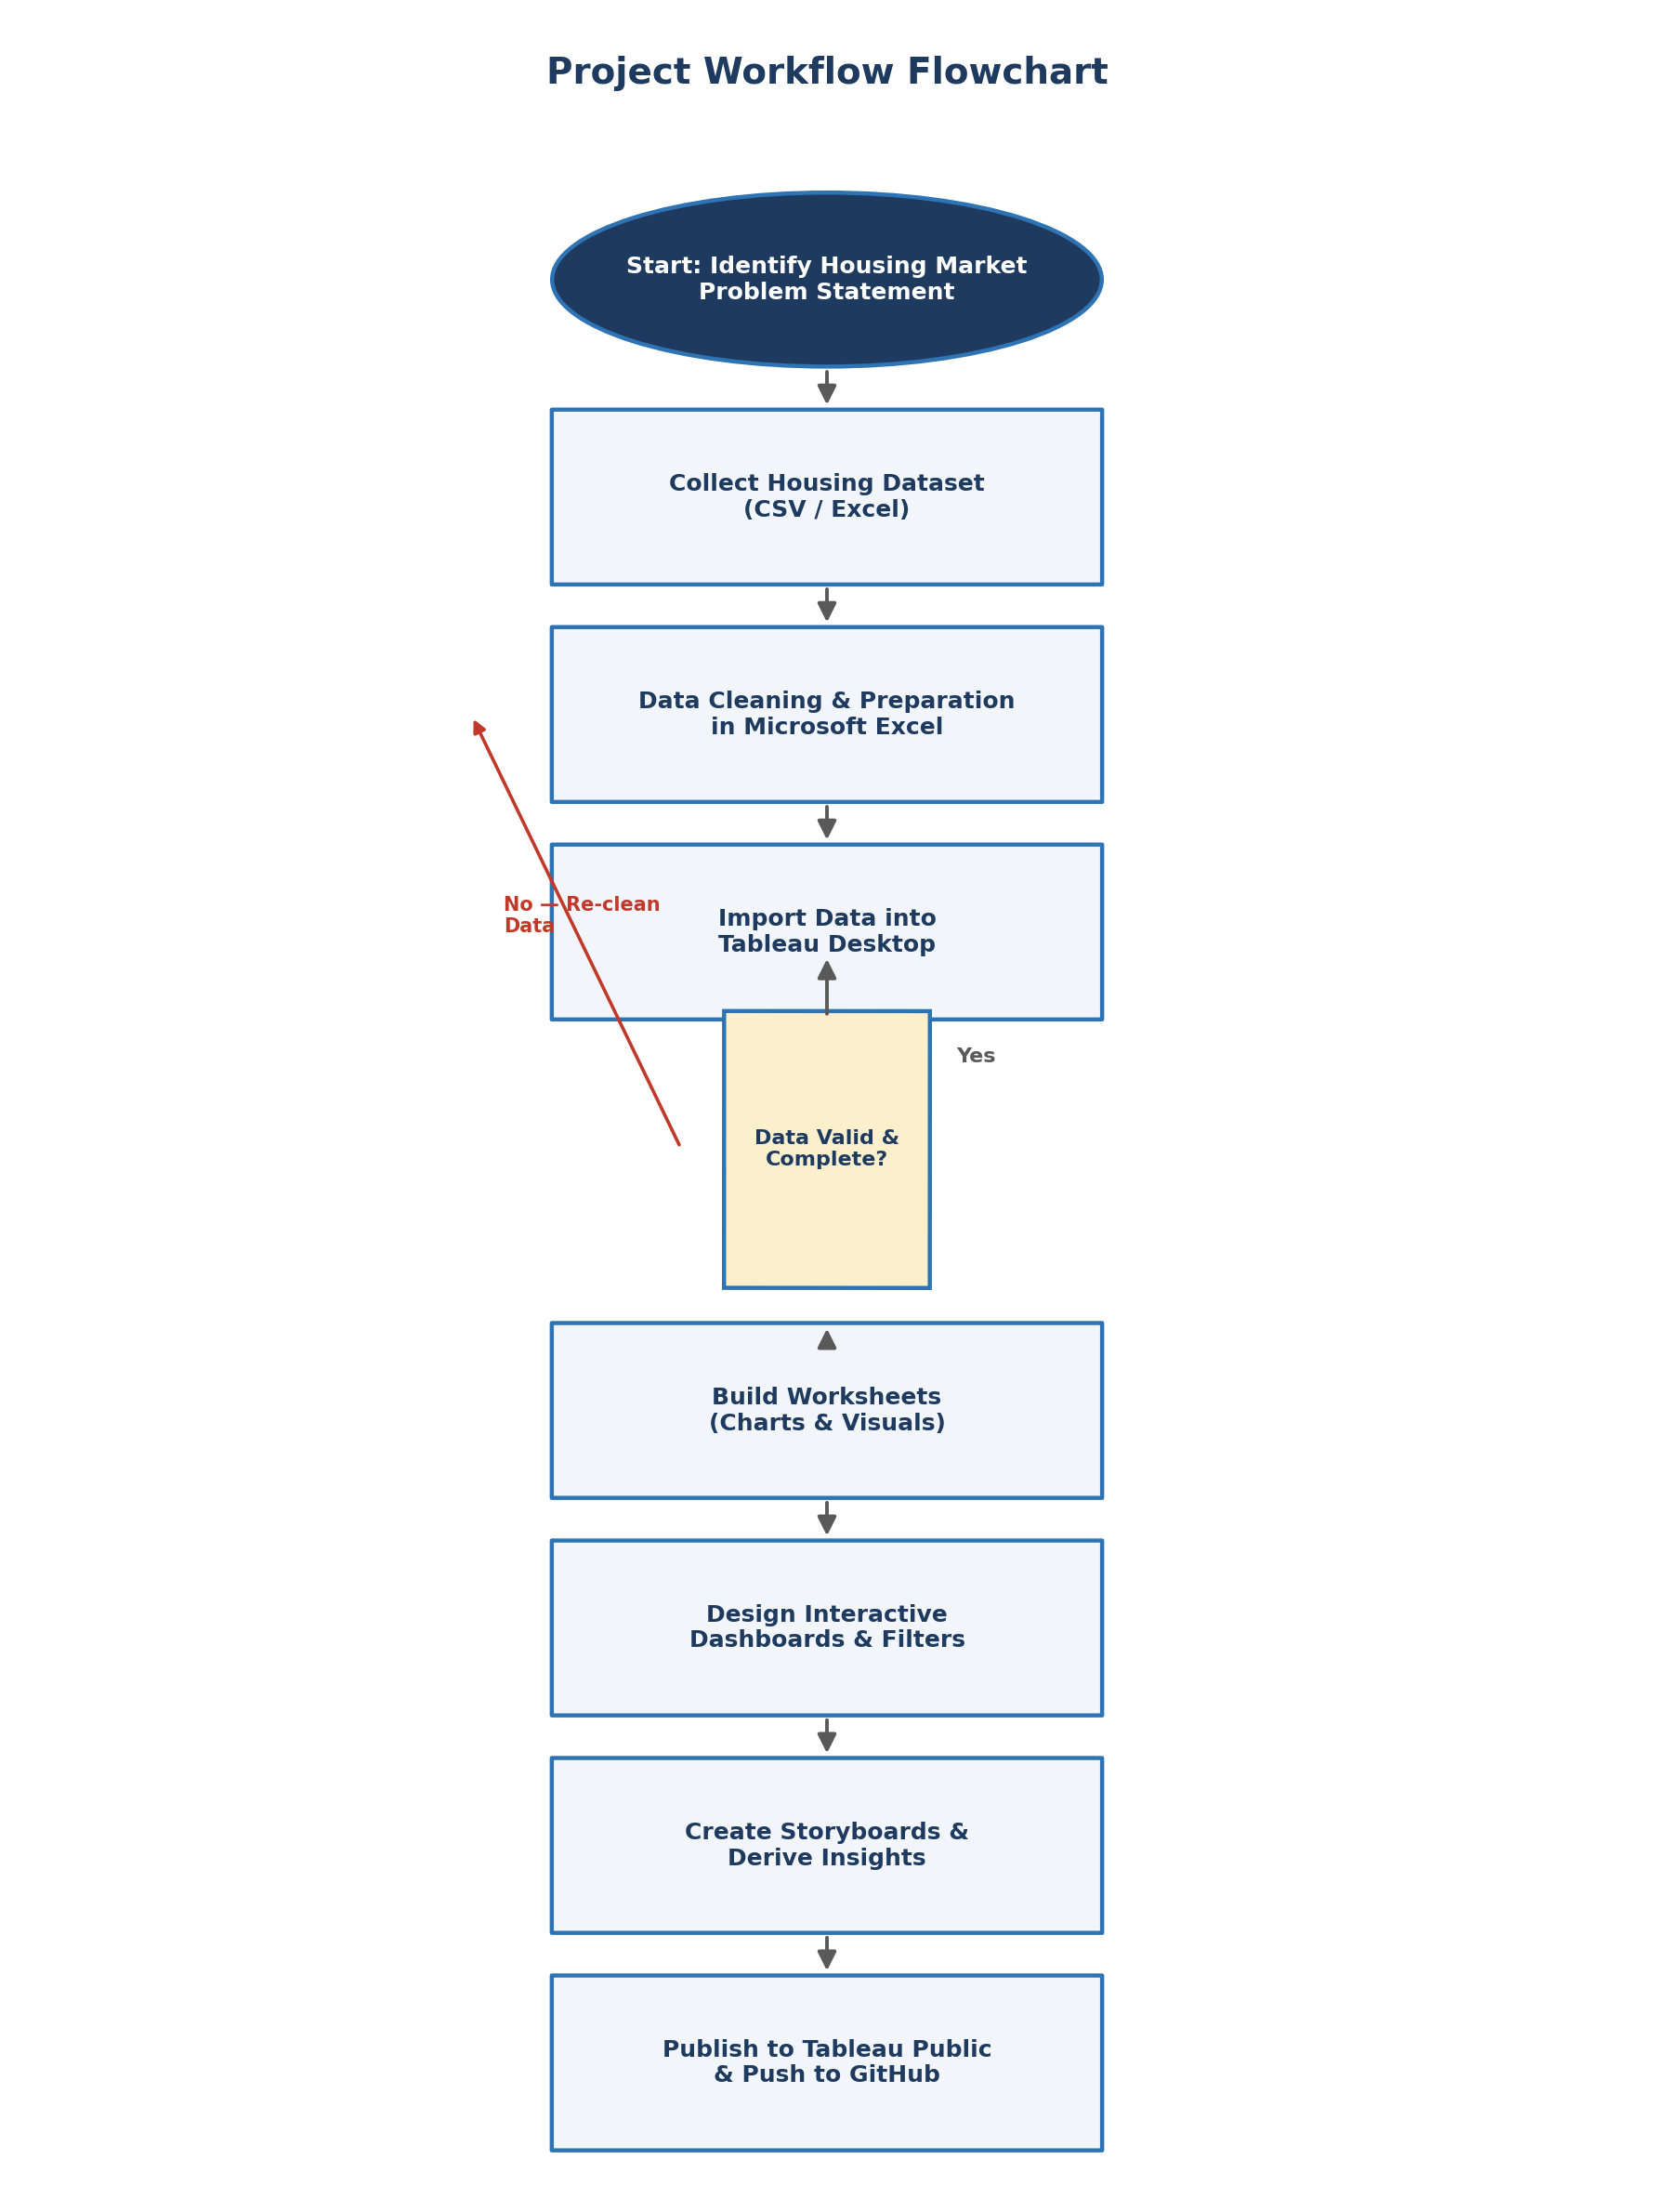 Project Workflow Flowchart
Start: Identify Housing Market
Problem Statement
Collect Housing Dataset
(CSV / Excel)
Data Cleaning & Preparation
in Microsoft Excel
No — Re-clean
Data
Import Data into
Tableau Desktop
Yes
Data Valid &
Complete?
Build Worksheets
(Charts & Visuals)
Design Interactive
Dashboards & Filters
Create Storyboards &
Derive Insights
Publish to Tableau Public
& Push to GitHub